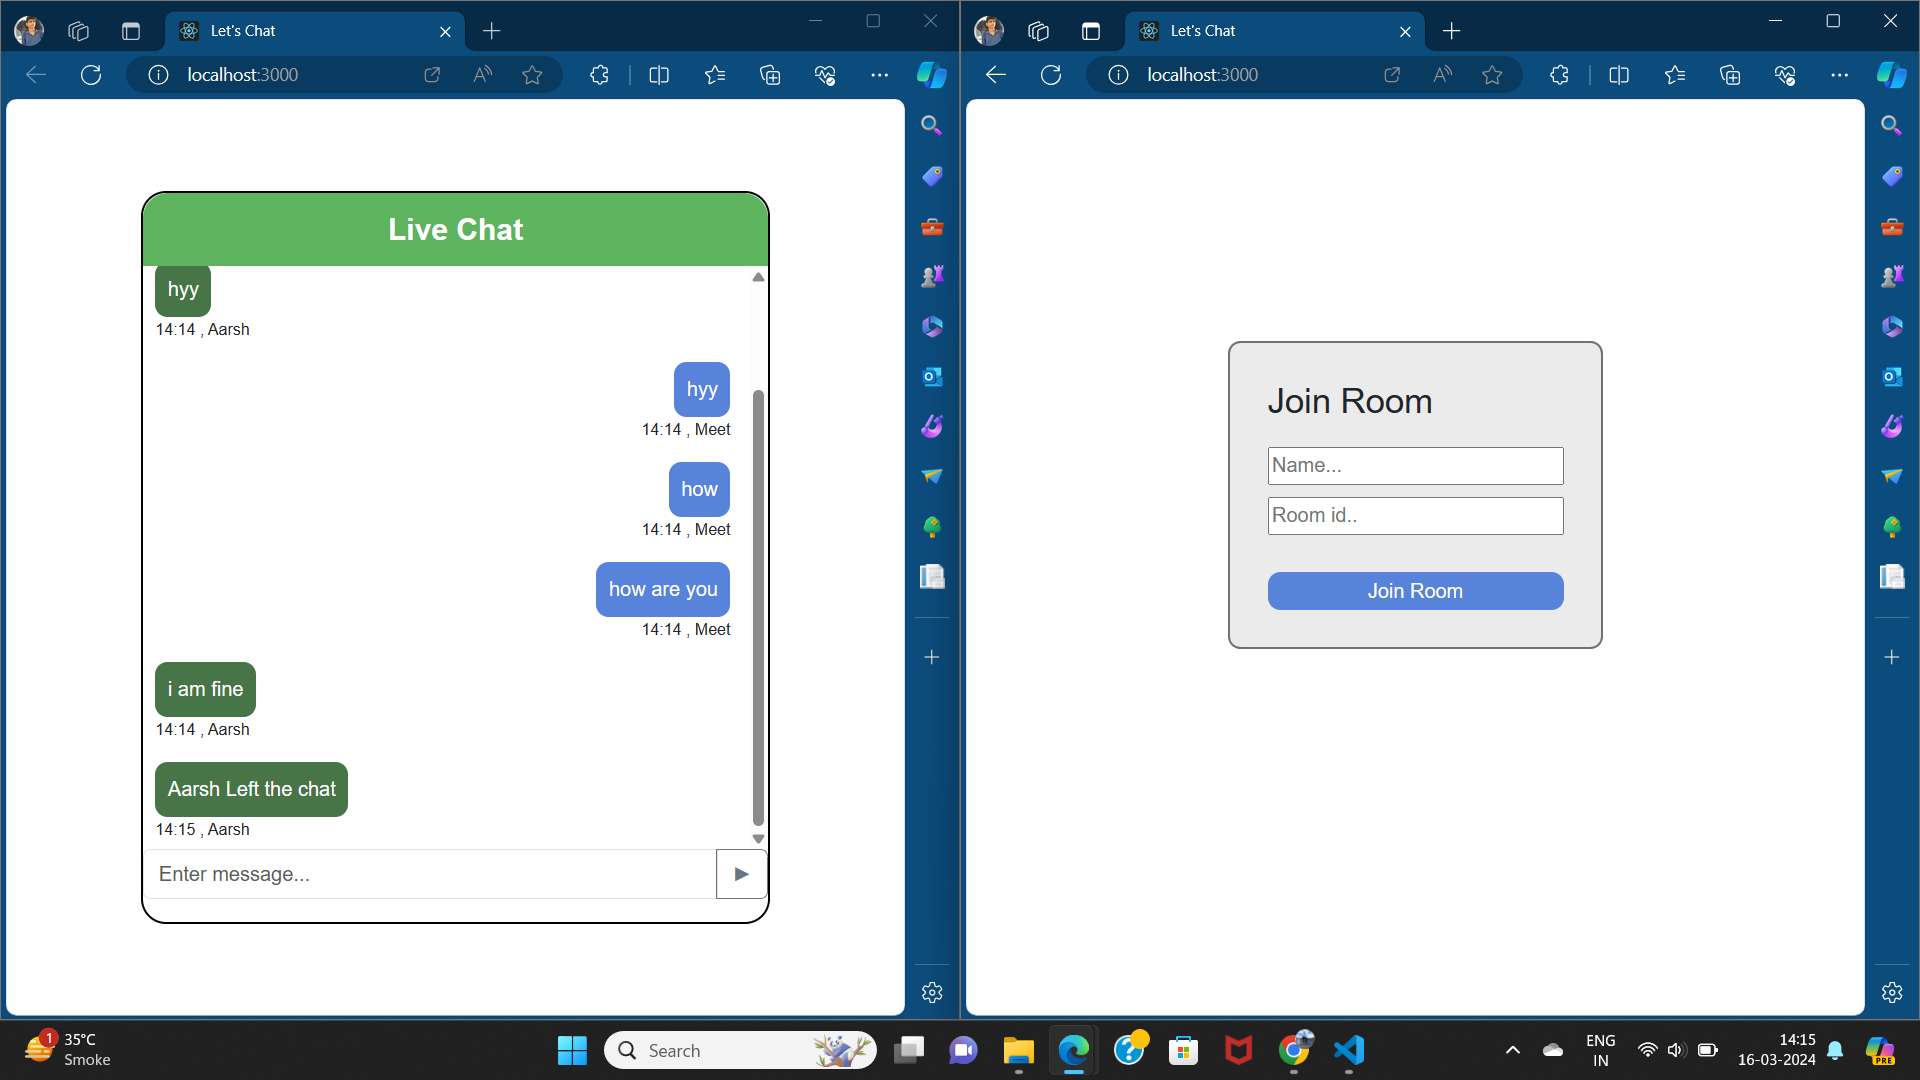 Let's Chat
localhost:3000
Live Chat
hyy
14:14 , Aarsh
hyy
14:14 , Meet
how
14:14 , Meet
how are you
14:14 , Meet
i am fine
14:14 , Aarsh
Aarsh Left the chat
14:15 , Aarsh
Enter message...
Let's Chat
localhost:3000
Join Room
Name...
Room id..
Join Room
1
35°C
Smoke
Search
ENG
IN
14:15
16-03-2024
PRE